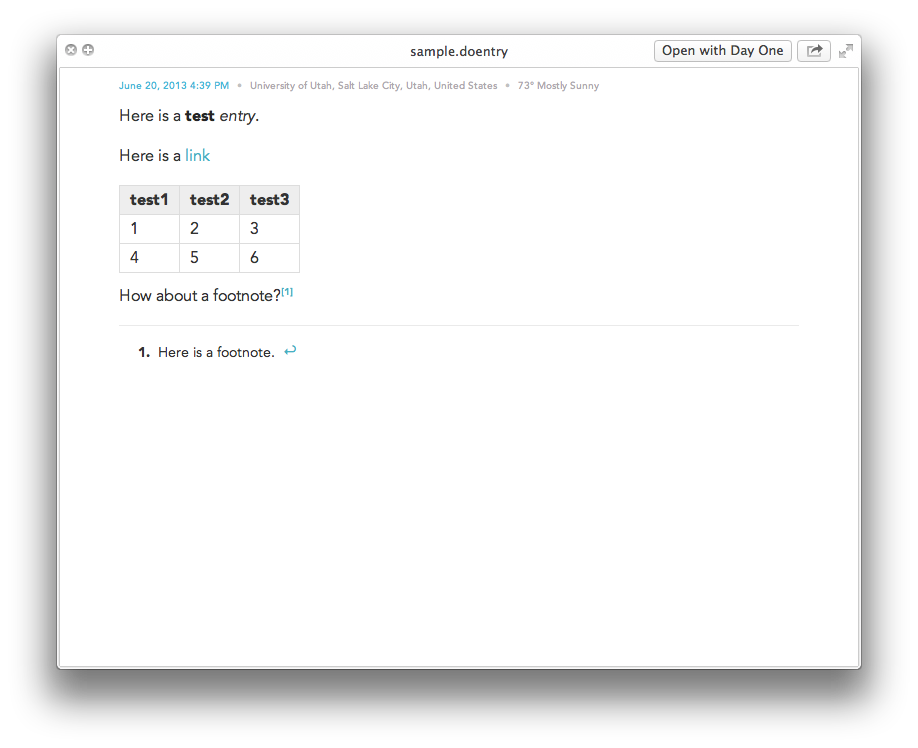 sample.doentry
Open with Day One
June 20, 2013 4:39 PM • University of Utah, Salt Lake City, Utah, United States • 73° Mostly Sunny
Here is a test entry.
Here is a link
test1 test2 test3
1 2 3
4 5 6
How about a footnote?[1]
1. Here is a footnote. ↩